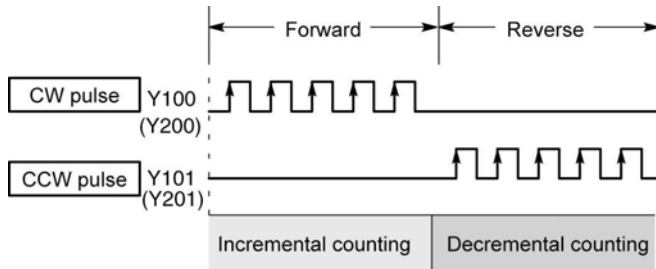 Forward
Reverse
CW pulse
Y100
(Y200)
CCW pulse
Y101
(Y201)
Incremental counting
Decremental counting